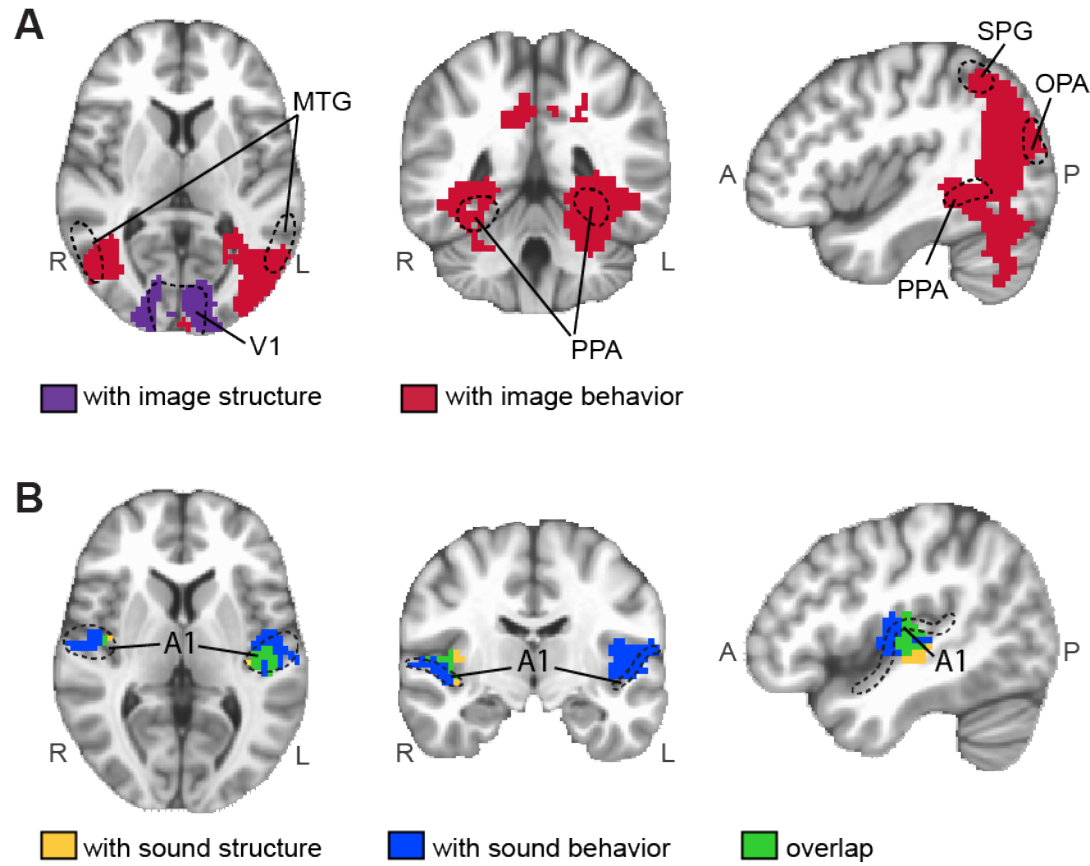 A
SPG
MTG
OPA
A
P
R
L
R
L
PPA
V1
PPA
with image structure
with image behavior
B
A1
A1
A
A1
P
R
L
R
L
with sound structure
with sound behavior
overlap